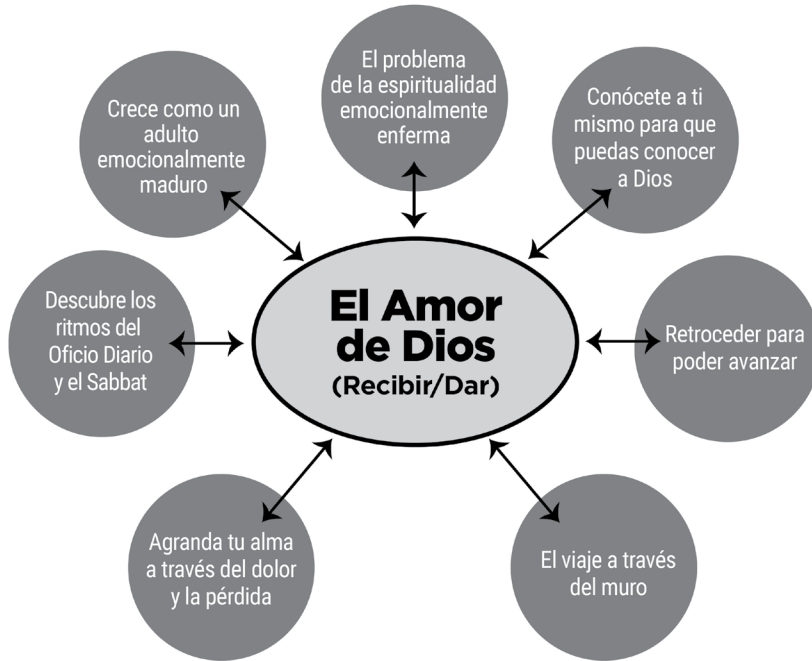 El problema
de la espiritualidad
emocionalmente
enferma
Conócete a ti
mismo para que
puedas conocer
a Dios
Retroceder para
poder avanzar
El viaje a través
del muro
Agranda tu alma
a través del dolor
y la pérdida
Descubre los
ritmos del
Oficio Diario
y el Sabbat
Crece como un
adulto
emocionalmente
maduro
El Amor
de Dios
(Recibir/Dar)